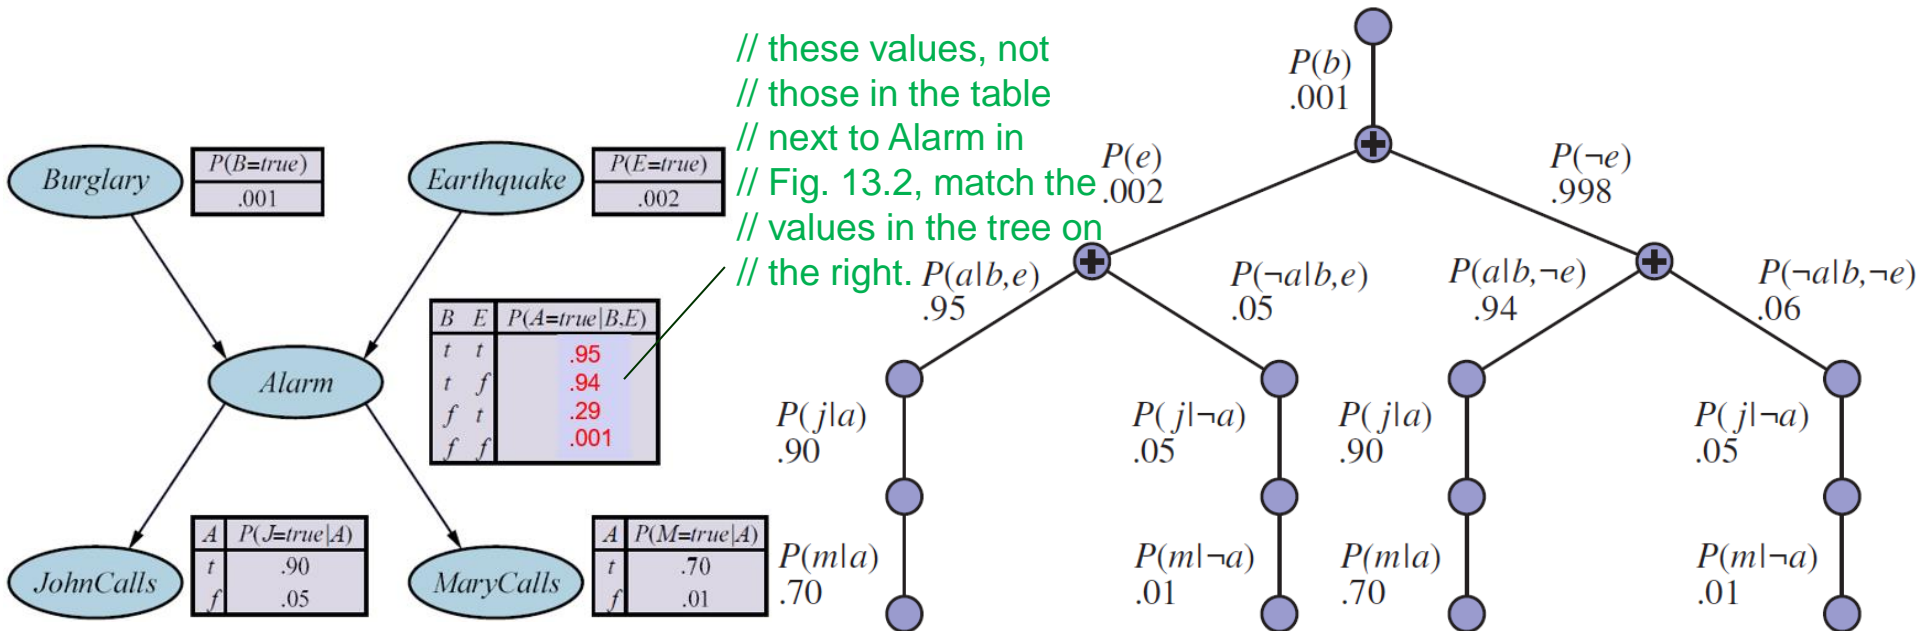 // these values, not
// those in the table
// next to Alarm in
// Fig. 13.2, match the
// values in the tree on
// the right.
Burglary
P(B=true)
.001
Earthquake
P(E=true)
.002
Alarm
B E P(A=true|B,E)
t t .95
t f .94
f t .29
f f .001
JohnCalls
A P(J=true|A)
t .90
f .05
MaryCalls
A P(M=true|A)
t .70
f .01
P(b)
.001
P(e)
.002
P(¬e)
.998
P(a|b,e)
.95
P(¬a|b,e)
.05
P(a|b,¬e)
.94
P(¬a|b,¬e)
.06
P(j|a)
.90
P(j|¬a)
.05
P(j|a)
.90
P(j|¬a)
.05
P(m|a)
.70
P(m|¬a)
.01
P(m|a)
.70
P(m|¬a)
.01